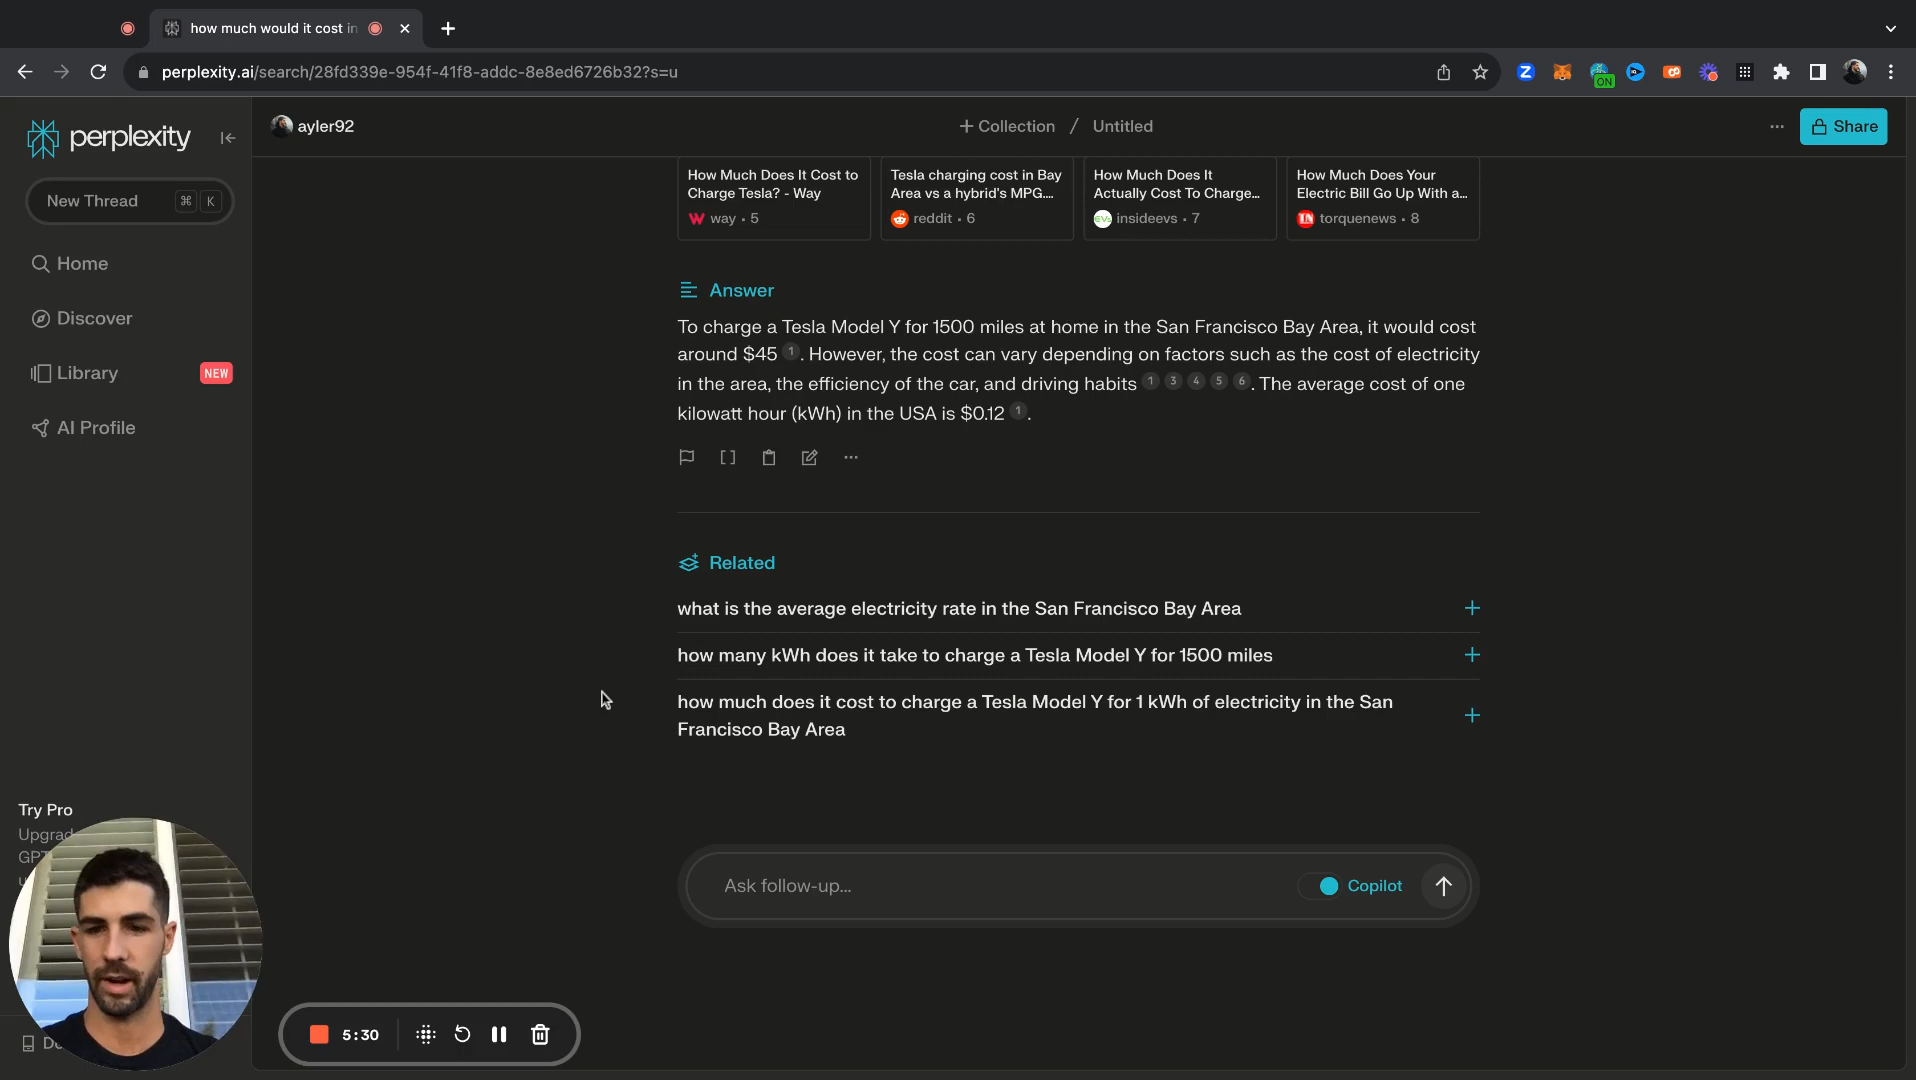 how much would it cost in
perplexity.ai/search/28fd339e-954f-41f8-addc-8e8ed6726b32?s=u
ON
perplexity
ayler92
Collection / Untitled
Share
New Thread ⌘ K
Home
Discover
Library NEW
AI Profile
How Much Does It Cost to
Charge Tesla? - Way
way • 5
Tesla charging cost in Bay
Area vs a hybrid's MPG....
reddit • 6
How Much Does It
Actually Cost To Charge...
insideevs • 7
How Much Does Your
Electric Bill Go Up With a...
torquenews • 8
Answer
To charge a Tesla Model Y for 1500 miles at home in the San Francisco Bay Area, it would cost
around $45 1. However, the cost can vary depending on factors such as the cost of electricity
in the area, the efficiency of the car, and driving habits 1 3 4 5 6. The average cost of one
kilowatt hour (kWh) in the USA is $0.12 1.
Related
what is the average electricity rate in the San Francisco Bay Area
how many kWh does it take to charge a Tesla Model Y for 1500 miles
how much does it cost to charge a Tesla Model Y for 1 kWh of electricity in the San
Francisco Bay Area
Ask follow-up...
Copilot
Try Pro
5:30